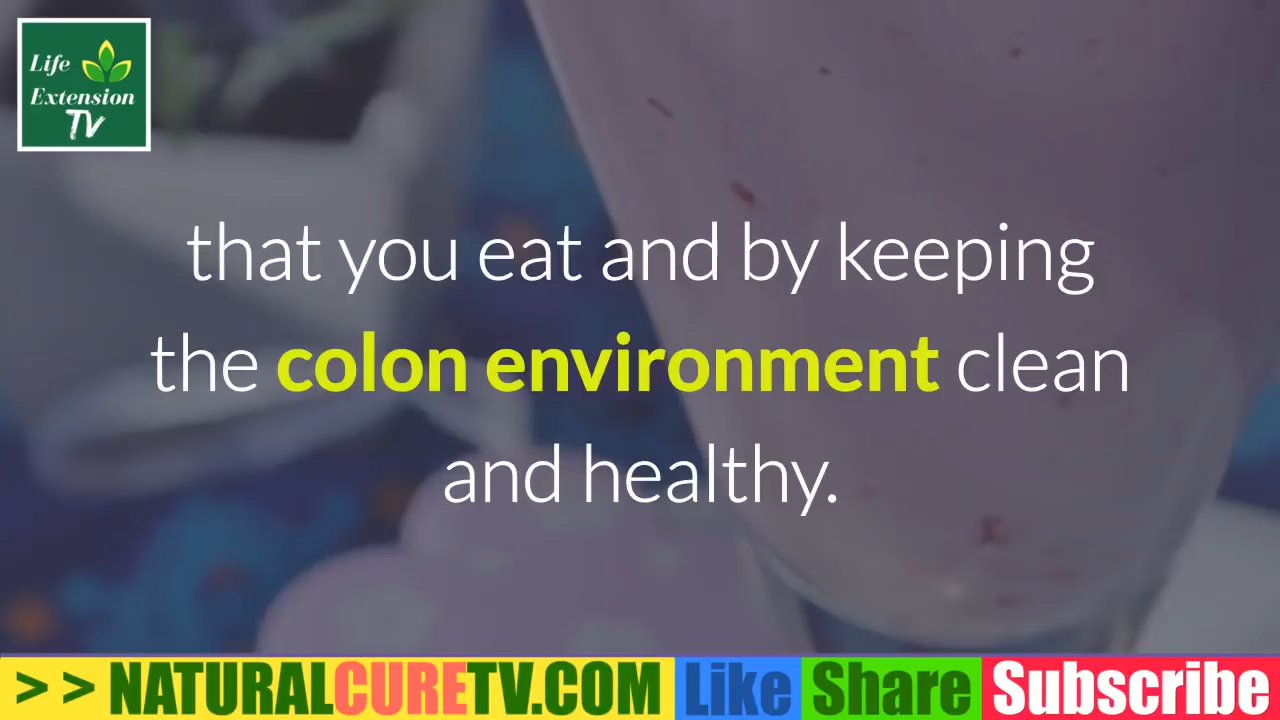 Life
Extension
TV
that you eat and by keeping
the colon environment clean
and healthy.
> > NATURALCURETV.COM Like Share Subscribe